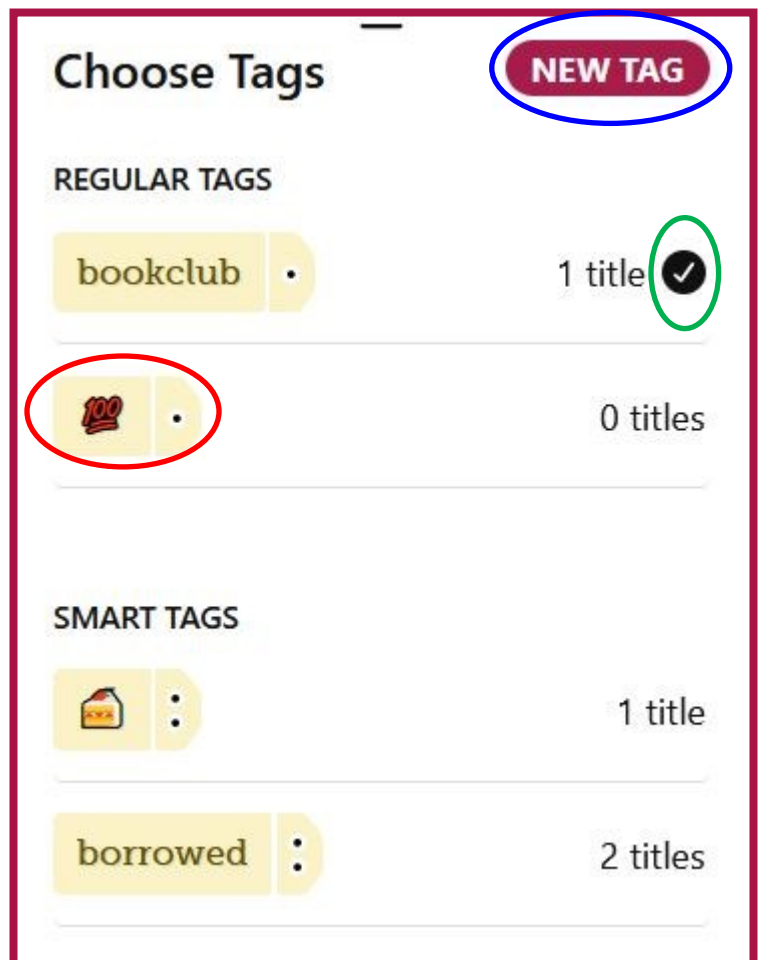 Choose Tags NEW TAG
REGULAR TAGS
bookclub 1 title
💯 0 titles
SMART TAGS
1 title
borrowed 2 titles